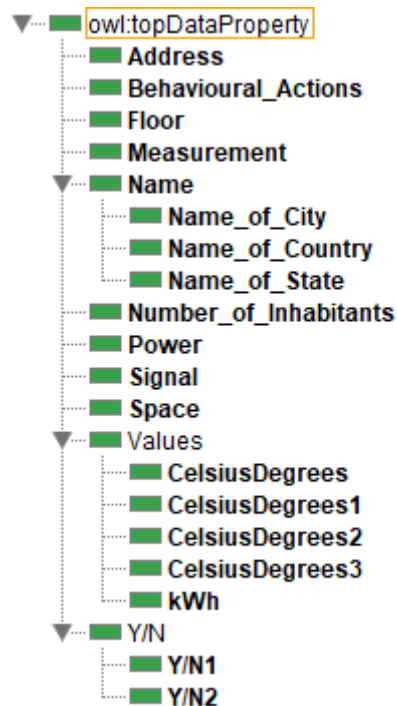 owl:topDataProperty
Address
Behavioural_Actions
Floor
Measurement
Name
Name_of_City
Name_of_Country
Name_of_State
Number_of_Inhabitants
Power
Signal
Space
Values
CelsiusDegrees
CelsiusDegrees1
CelsiusDegrees2
CelsiusDegrees3
kWh
Y/N
Y/N1
Y/N2